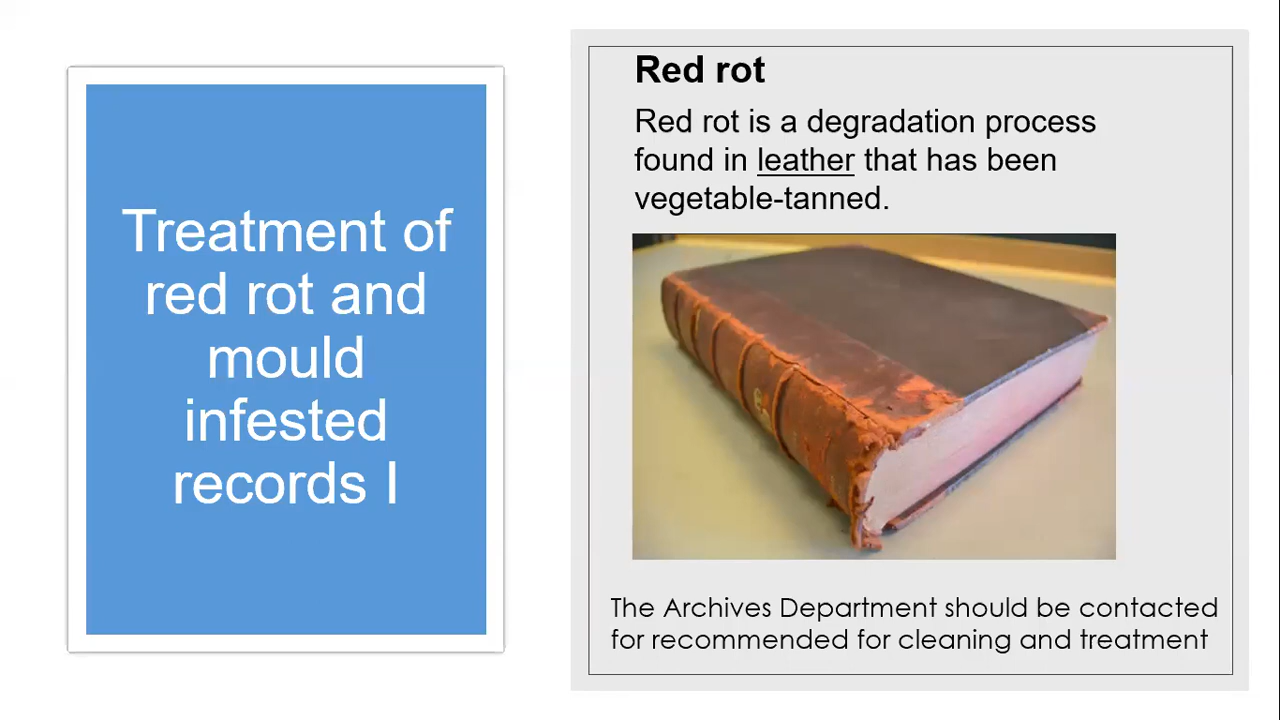 Treatment of
red rot and
mould
infested
records I
Red rot
Red rot is a degradation process
found in leather that has been
vegetable-tanned.
The Archives Department should be contacted
for recommended for cleaning and treatment